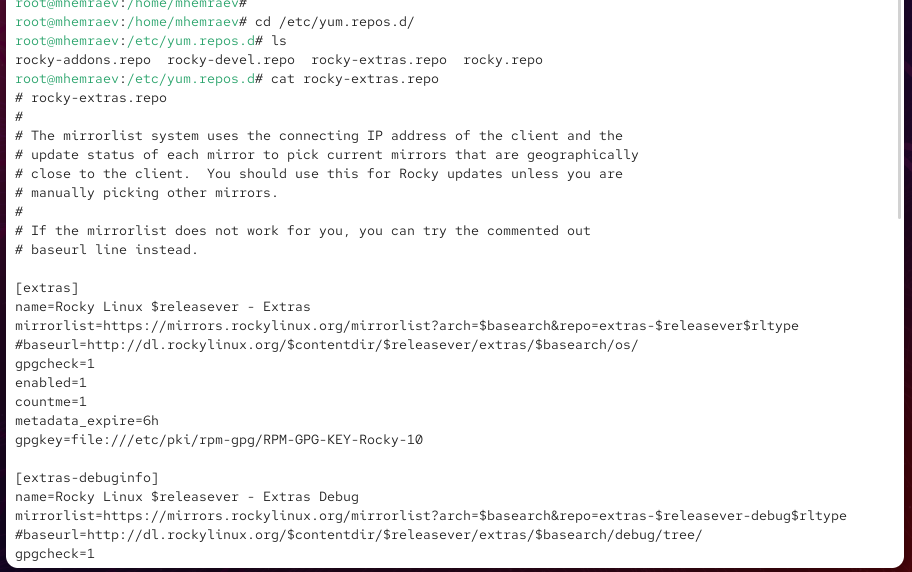 root@mhemraev:/home/mhemraev#
root@mhemraev:/home/mhemraev# cd /etc/yum.repos.d/
root@mhemraev:/etc/yum.repos.d# ls
rocky-addons.repo  rocky-devel.repo  rocky-extras.repo  rocky.repo
root@mhemraev:/etc/yum.repos.d# cat rocky-extras.repo
# rocky-extras.repo
#
# The mirrorlist system uses the connecting IP address of the client and the
# update status of each mirror to pick current mirrors that are geographically
# close to the client.  You should use this for Rocky updates unless you are
# manually picking other mirrors.
#
# If the mirrorlist does not work for you, you can try the commented out
# baseurl line instead.

[extras]
name=Rocky Linux $releasever - Extras
mirrorlist=https://mirrors.rockylinux.org/mirrorlist?arch=$basearch&repo=extras-$releasever$rltype
#baseurl=http://dl.rockylinux.org/$contentdir/$releasever/extras/$basearch/os/
gpgcheck=1
enabled=1
countme=1
metadata_expire=6h
gpgkey=file:///etc/pki/rpm-gpg/RPM-GPG-KEY-Rocky-10

[extras-debuginfo]
name=Rocky Linux $releasever - Extras Debug
mirrorlist=https://mirrors.rockylinux.org/mirrorlist?arch=$basearch&repo=extras-$releasever-debug$rltype
#baseurl=http://dl.rockylinux.org/$contentdir/$releasever/extras/$basearch/debug/tree/
gpgcheck=1